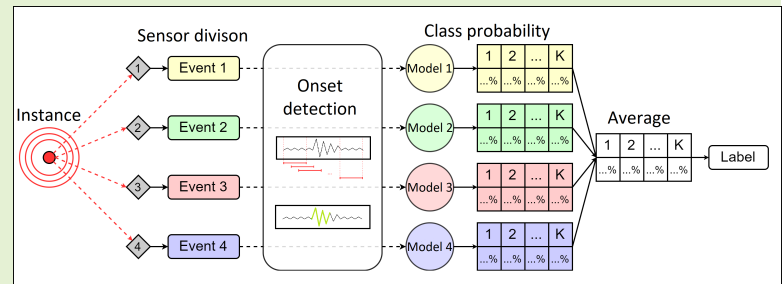 Sensor divison
Class probability
Instance
1
Event 1
2
Event 2
3
Event 3
4
Event 4
Onset
detection
Model 1
1 2 ... K
...% ...% ...% ...%
Model 2
1 2 ... K
...% ...% ...% ...%
Model 3
1 2 ... K
...% ...% ...% ...%
Model 4
1 2 ... K
...% ...% ...% ...%
Average
1 2 ... K
...% ...% ...% ...%
Label